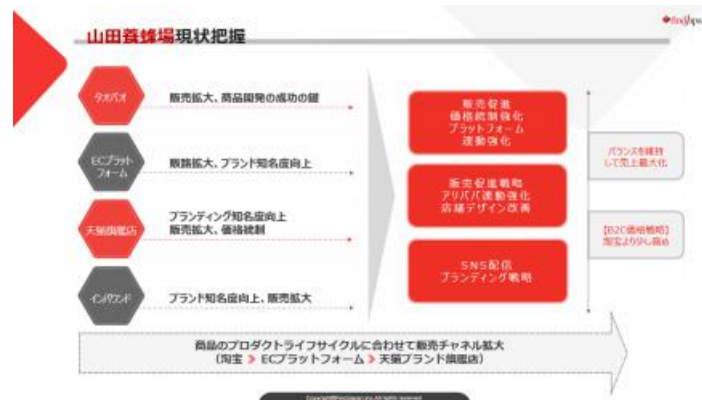 山田養蜂場現状把握
タオバオ
販売拡大、商品開発の成功の鍵
ECプラット
フォーム
販路拡大、ブランド知名度向上
天猫旗艦店
ブランディング知名度向上
販売拡大、価格統制
インバウンド
ブランド知名度向上、販売拡大
販売促進
価格統制強化
プラットフォーム
連動強化
販売促進戦略
アリババ連動強化
店舗デザイン改善
SNS配信
ブランディング戦略
バランスを維持
して売上最大化
【B2C価格戦略】
淘宝より少し高め
商品のプロダクトライフサイクルに合わせて販売チャネル拡大
(淘宝 > ECプラットフォーム > 天猫ブランド旗艦店)